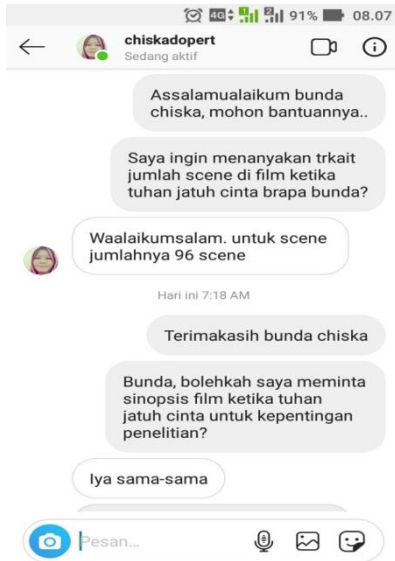 4G 91% 08.07
chiskadopert
Sedang aktif
Assalamualaikum bunda
chiska, mohon bantuannya..
Saya ingin menanyakan trkait
jumlah scene di film ketika
tuhan jatuh cinta brapa bunda?
Waalaikumsalam. untuk scene
jumlahnya 96 scene
Hari ini 7:18 AM
Terimakasih bunda chiska
Bunda, bolehkah saya meminta
sinopsis film ketika tuhan
jatuh cinta untuk kepentingan
penelitian?
Iya sama-sama
Pesan...